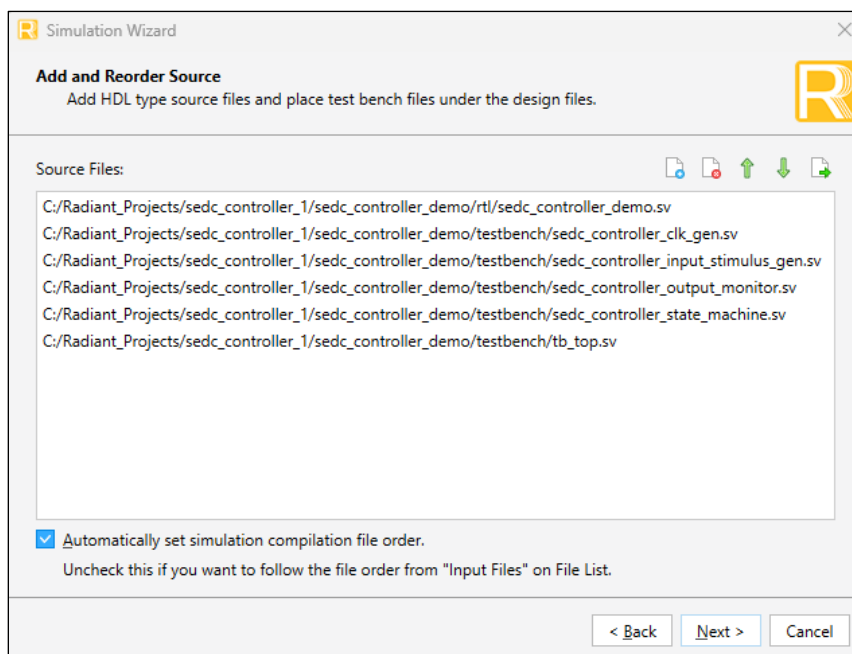 Simulation Wizard
Add and Reorder Source
Add HDL type source files and place test bench files under the design files.
Source Files:
C:/Radiant_Projects/sedc_controller_1/sedc_controller_demo/rtl/sedc_controller_demo.sv
C:/Radiant_Projects/sedc_controller_1/sedc_controller_demo/testbench/sedc_controller_clk_gen.sv
C:/Radiant_Projects/sedc_controller_1/sedc_controller_demo/testbench/sedc_controller_input_stimulus_gen.sv
C:/Radiant_Projects/sedc_controller_1/sedc_controller_demo/testbench/sedc_controller_output_monitor.sv
C:/Radiant_Projects/sedc_controller_1/sedc_controller_demo/testbench/sedc_controller_state_machine.sv
C:/Radiant_Projects/sedc_controller_1/sedc_controller_demo/testbench/tb_top.sv
Automatically set simulation compilation file order.
Uncheck this if you want to follow the file order from "Input Files" on File List.
< Back Next > Cancel